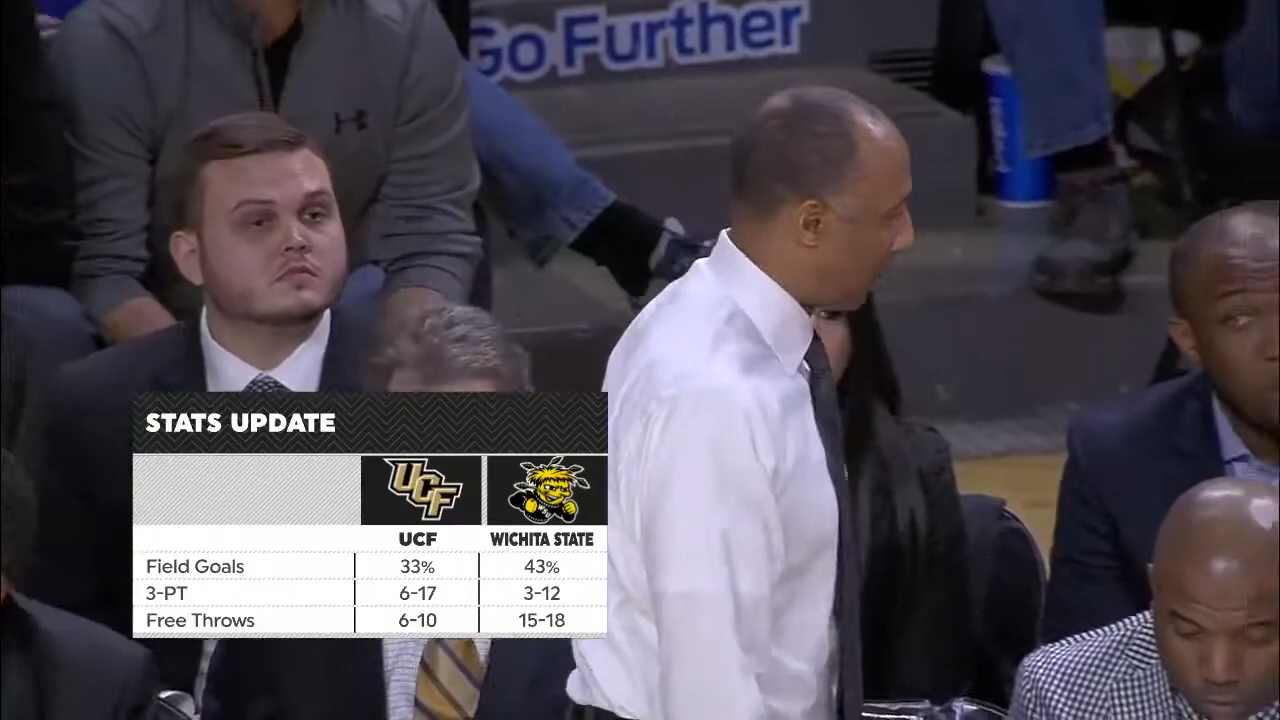 Go Further
pepsi
STATS UPDATE
UCF
UCF WICHITA STATE
Field Goals 33% 43%
3-PT 6-17 3-12
Free Throws 6-10 15-18